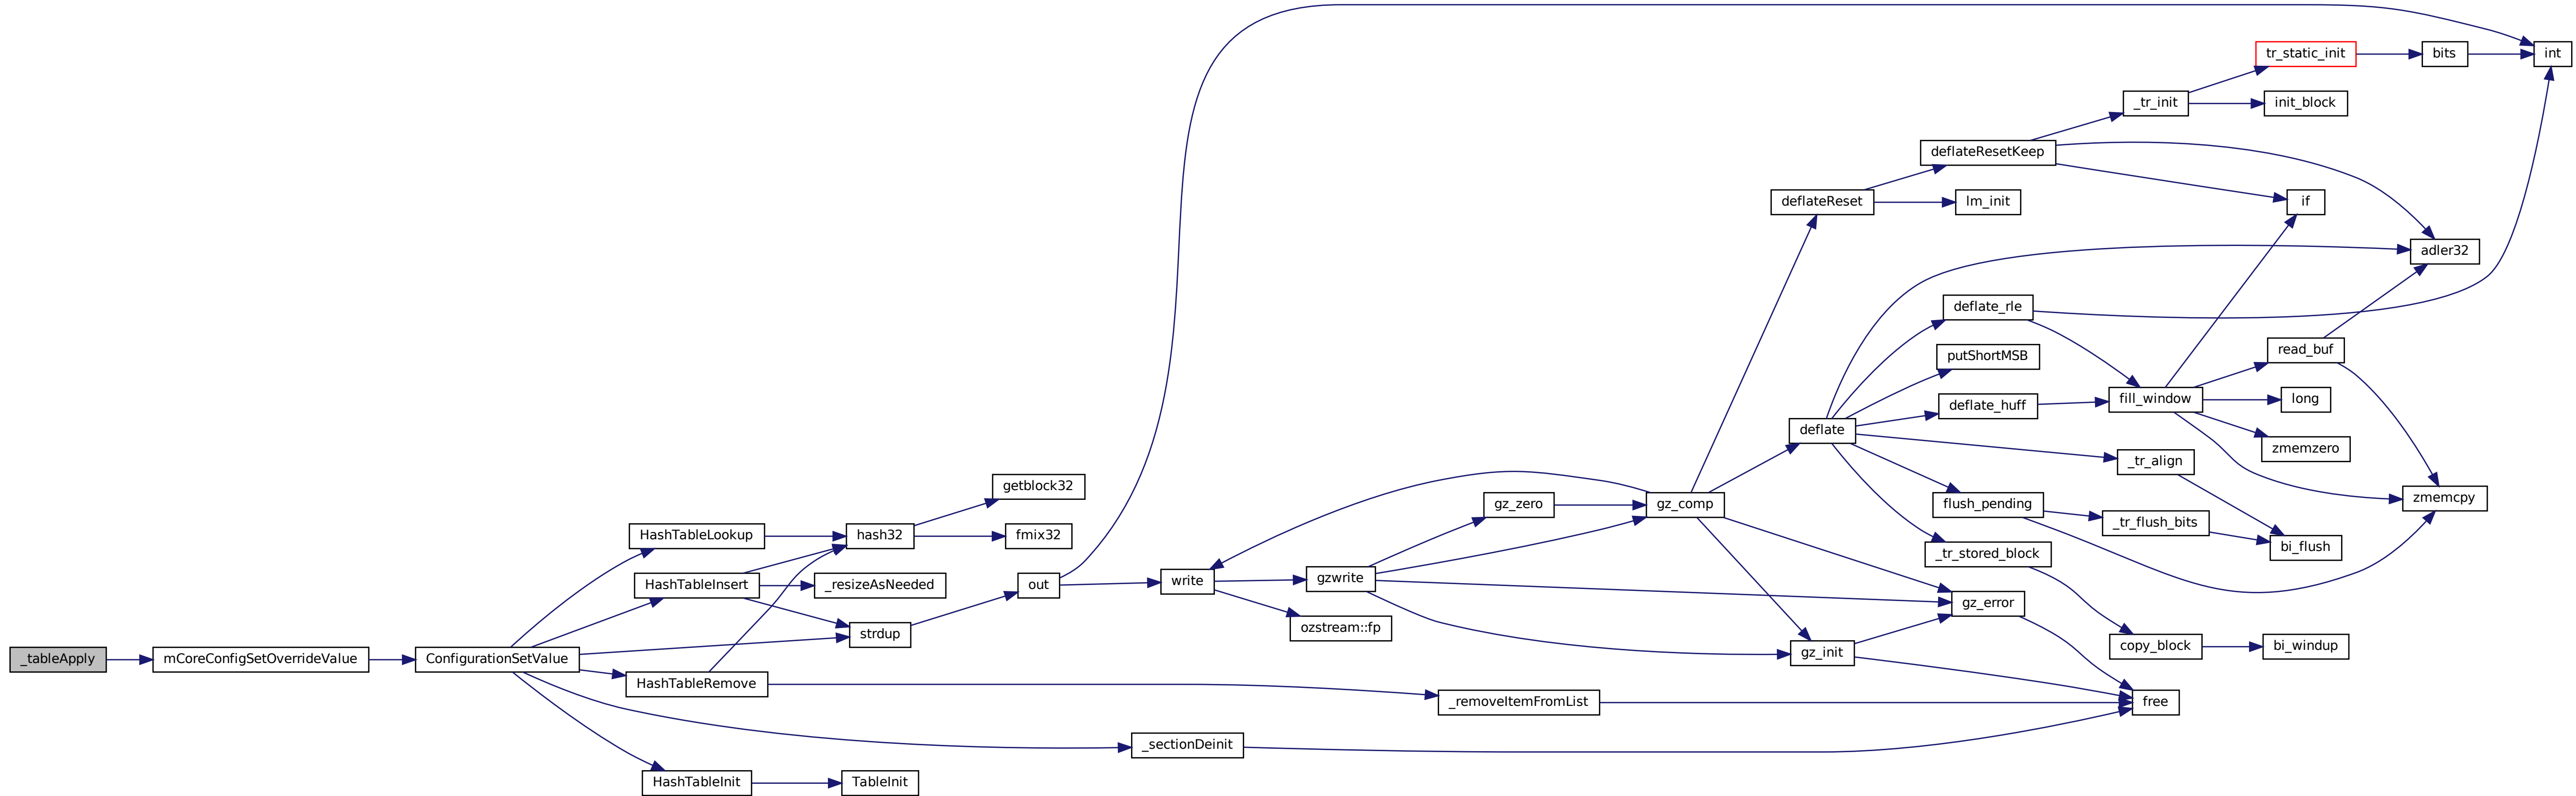 _tableApply
mCoreConfigSetOverrideValue
ConfigurationSetValue
HashTableLookup
HashTableInsert
HashTableRemove
HashTableInit
hash32
_resizeAsNeeded
strdup
TableInit
getblock32
fmix32
out
_sectionDeinit
write
gzwrite
ozstream::fp
_removeItemFromList
gz_zero
gz_comp
deflateReset
deflate
gz_init
deflateResetKeep
lm_init
deflate_rle
putShortMSB
deflate_huff
flush_pending
_tr_stored_block
gz_error
_tr_init
fill_window
_tr_align
_tr_flush_bits
copy_block
free
tr_static_init
init_block
if
read_buf
long
zmemzero
bi_flush
bi_windup
bits
adler32
zmemcpy
int